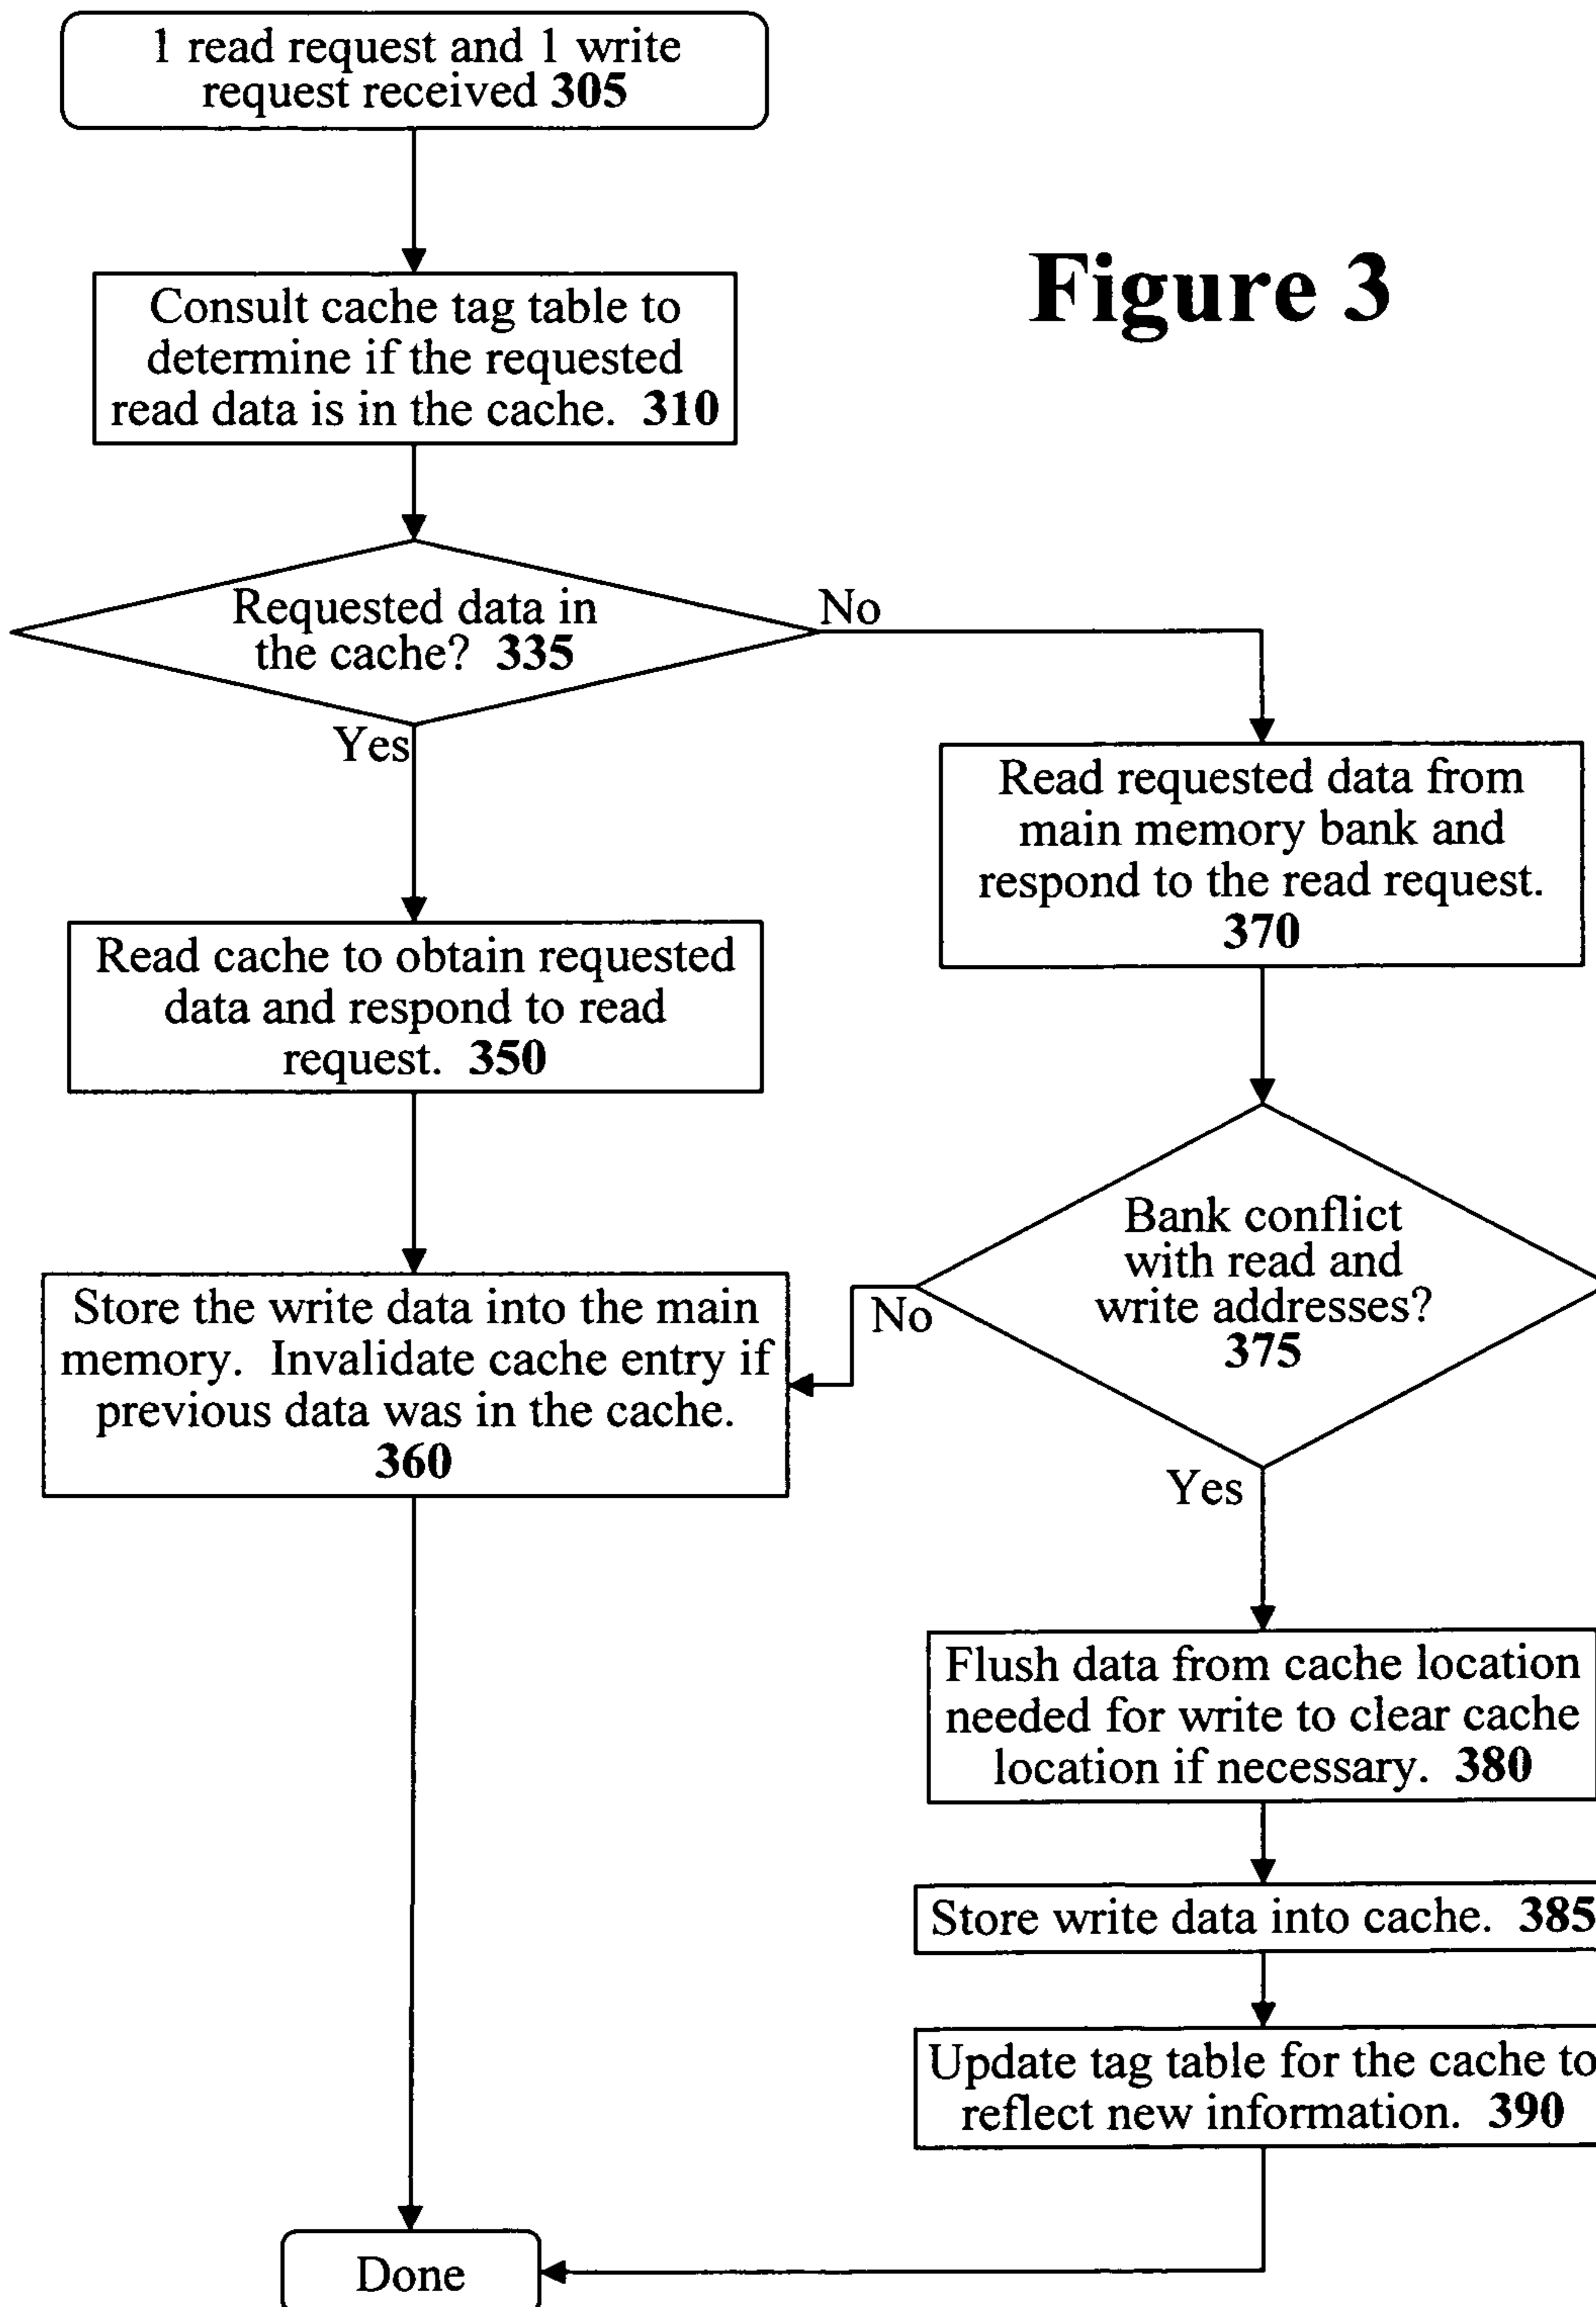 1 read request and 1 write
request received 305
Figure 3
Consult cache tag table to
determine if the requested
read data is in the cache. 310
Requested data in
the cache? 335
No
Yes
Read requested data from
main memory bank and
respond to the read request.
370
Read cache to obtain requested
data and respond to read
request. 350
Bank conflict
with read and
write addresses?
375
No
Yes
Store the write data into the main
memory. Invalidate cache entry if
previous data was in the cache.
360
Flush data from cache location
needed for write to clear cache
location if necessary. 380
Store write data into cache. 385
Update tag table for the cache to
reflect new information. 390
Done